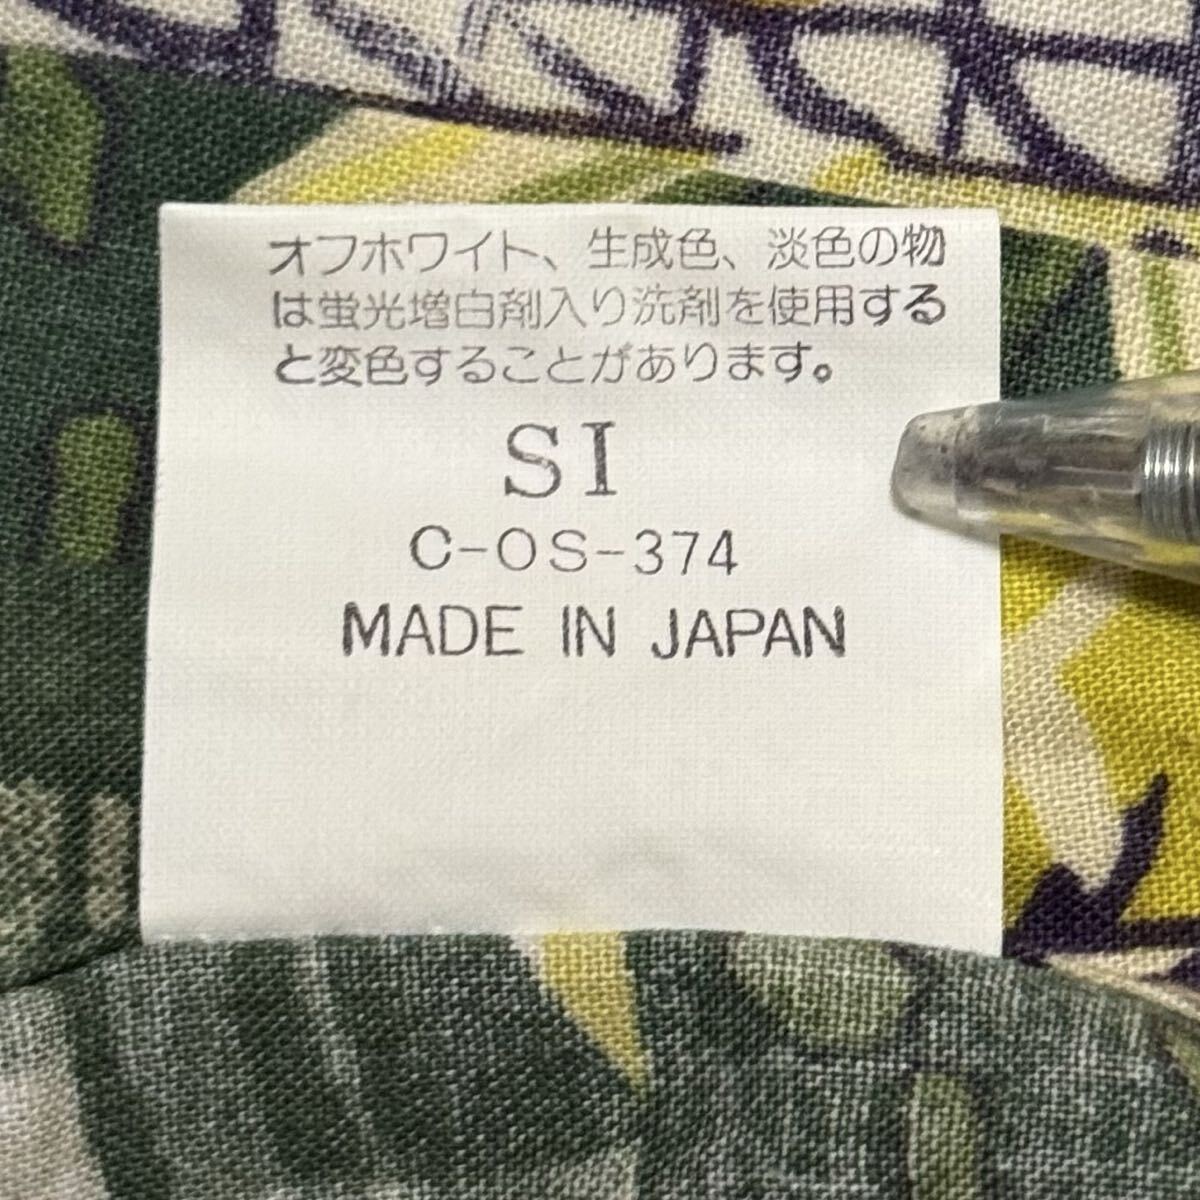 オフホワイト、生成色、淡色の物
は蛍光増白剤入り洗剤を使用する
と変色することがあります。
SI
C-OS-374
MADE IN JAPAN